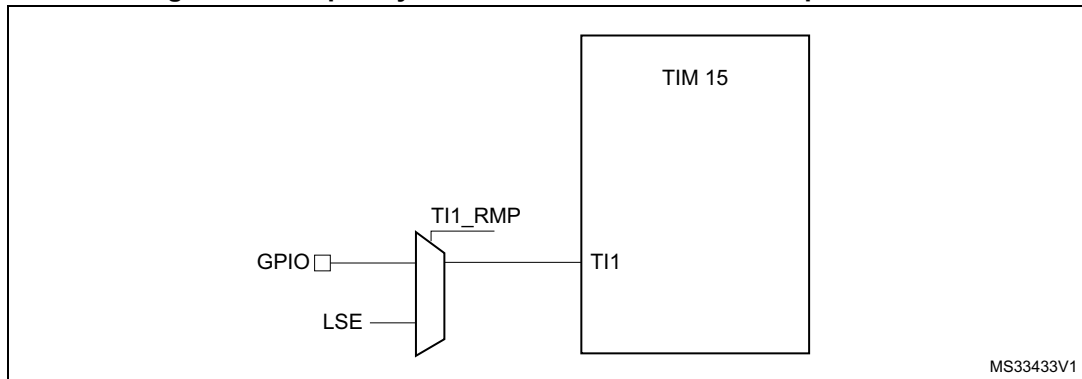 TIM 15
TI1_RMP
GPIO
TI1
LSE
MS33433V1